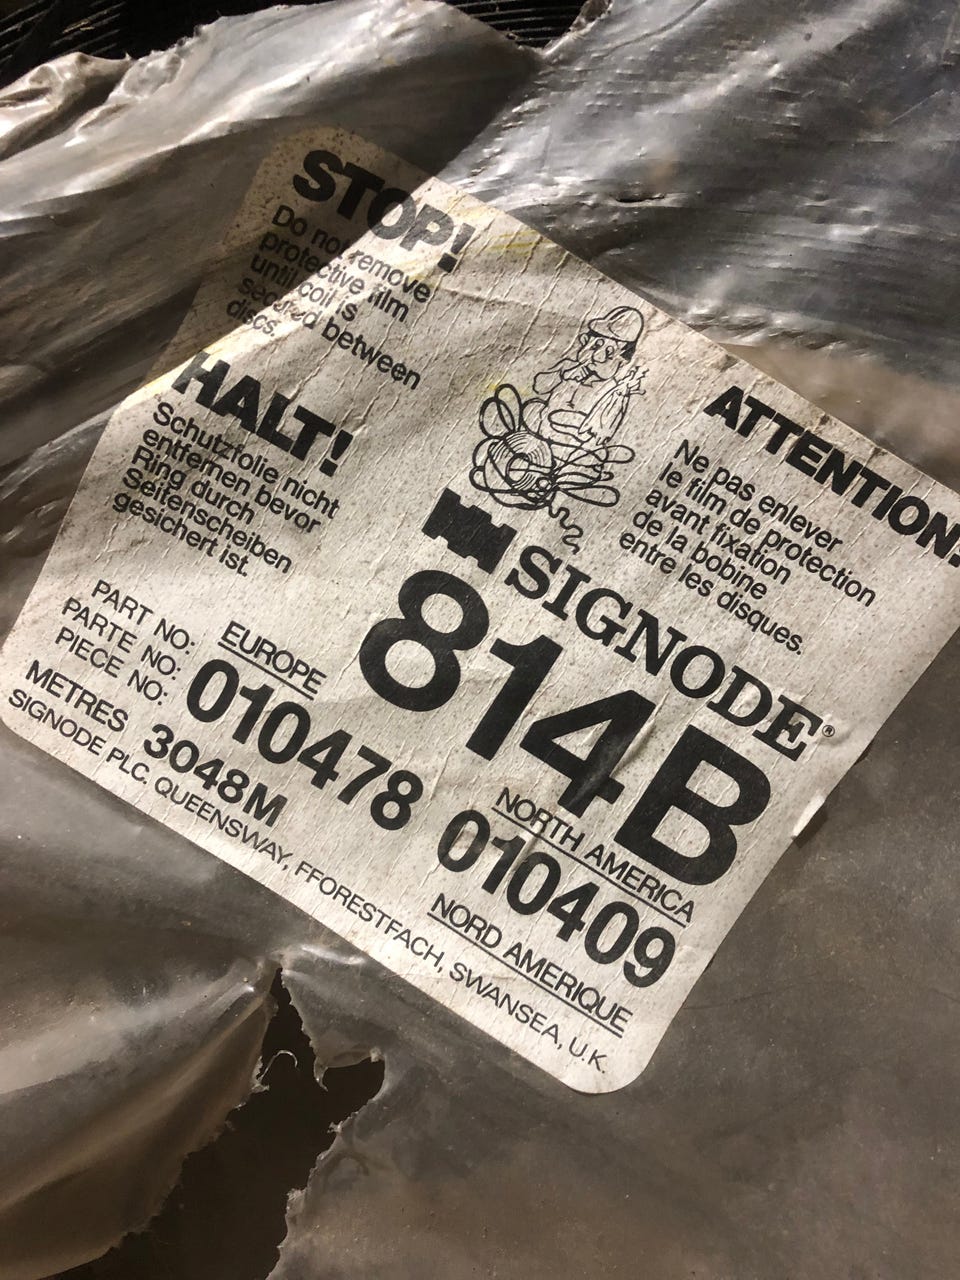 STOP!
Do not remove
protective film
until coil is
secured between
discs.
HALT!
Schutzfolie nicht
entfernen bevor
Ring durch
Seitenscheiben
gesichert ist.
ATTENTION!
Ne pas enlever
le film de protection
avant fixation
de la bobine
entre les disques.
SIGNODE®
814B
PART NO:
PARTE NO:
PIECE NO:
EUROPE
010478
NORTH AMERICA
010409
NORD AMERIQUE
METRES 3048M
SIGNODE PLC. QUEENSWAY, FFORESTFACH, SWANSEA, U.K.